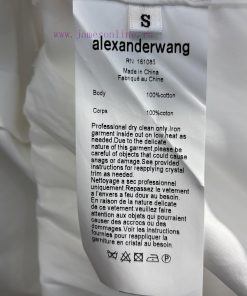 www.jamesonline.ru
S
alexanderwang
RN 161085
Made in China
Fabriqué au Chine
Body 100%cotton
Corps 100%coton
Professional dry clean only.Iron
garment inside out on low heat as
needed.Due to the delicate
nature of this garment,please be
careful of objects that could cause
snags or damage.See provided
instructions for reapplying crystal
trim as needed.
Nettoyage a sec professionnel
uniquement Repassez le vetement
a l'envers a feu doux au besoin.
En raison de la nature delicate
de ce vetement veuillez faire
attention aux objets qui pourraient
causer des accrocs ou des
dommages Voir les instructions
fournies pour reappliquer la
garniture en cristal au besoin.